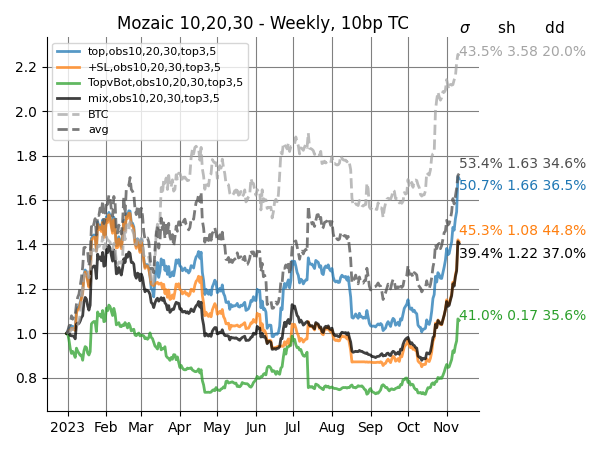 Mozaic 10,20,30 - Weekly, 10bp TC
σ sh dd
top,obs10,20,30,top3,5
+SL,obs10,20,30,top3,5
TopvBot,obs10,20,30,top3,5
mix,obs10,20,30,top3,5
BTC
avg
43.5% 3.58 20.0%
53.4% 1.63 34.6%
50.7% 1.66 36.5%
45.3% 1.08 44.8%
39.4% 1.22 37.0%
41.0% 0.17 35.6%
2.2
2.0
1.8
1.6
1.4
1.2
1.0
0.8
2023 Feb Mar Apr May Jun Jul Aug Sep Oct Nov